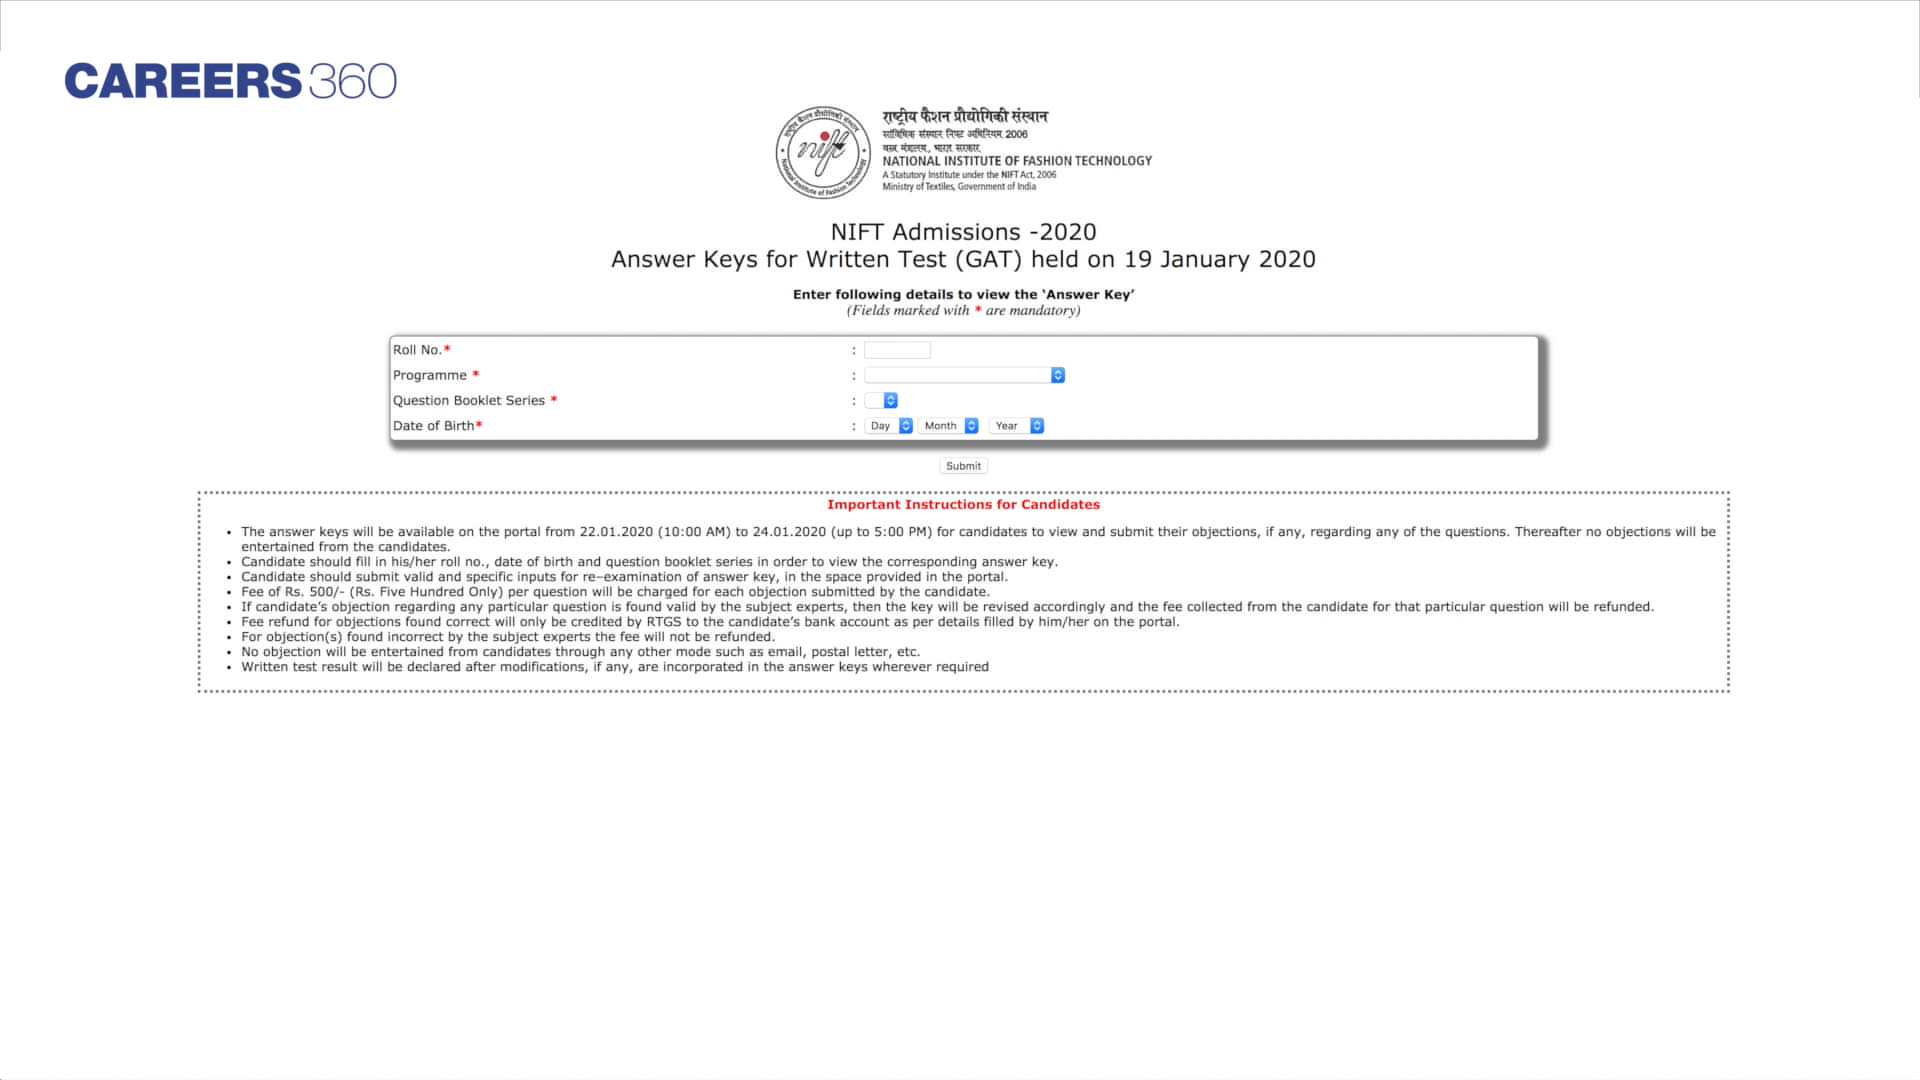 CAREERS360
राष्ट्रीय फैशन प्रौद्योगिकी संस्थान
सांविधिक संस्थान निफ्ट अधिनियम 2006
वस्त्र मंत्रालय, भारत सरकार
NATIONAL INSTITUTE OF FASHION TECHNOLOGY
A Statutory Institute under the NIFT Act, 2006
Ministry of Textiles, Government of India
राष्ट्रीय फैशन प्रौद्योगिकी संस्थान
nift
National Institute of Fashion Technology
NIFT Admissions -2020
Answer Keys for Written Test (GAT) held on 19 January 2020
Enter following details to view the ‘Answer Key’
(Fields marked with * are mandatory)
Roll No.* :
Programme * :
Question Booklet Series * :
Date of Birth* : Day Month Year
Submit
Important Instructions for Candidates
• The answer keys will be available on the portal from 22.01.2020 (10:00 AM) to 24.01.2020 (up to 5:00 PM) for candidates to view and submit their objections, if any, regarding any of the questions. Thereafter no objections will be
entertained from the candidates.
• Candidate should fill in his/her roll no., date of birth and question booklet series in order to view the corresponding answer key.
• Candidate should submit valid and specific inputs for re–examination of answer key, in the space provided in the portal.
• Fee of Rs. 500/- (Rs. Five Hundred Only) per question will be charged for each objection submitted by the candidate.
• If candidate’s objection regarding any particular question is found valid by the subject experts, then the key will be revised accordingly and the fee collected from the candidate for that particular question will be refunded.
• Fee refund for objections found correct will only be credited by RTGS to the candidate’s bank account as per details filled by him/her on the portal.
• For objection(s) found incorrect by the subject experts the fee will not be refunded.
• No objection will be entertained from candidates through any other mode such as email, postal letter, etc.
• Written test result will be declared after modifications, if any, are incorporated in the answer keys wherever required